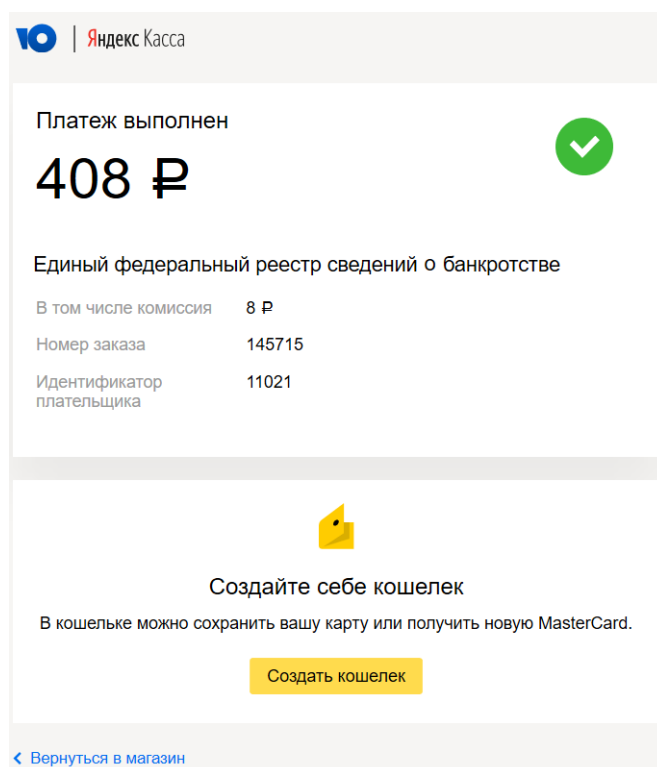 Ю | Яндекс Касса
Платеж выполнен
408 ₽
Единый федеральный реестр сведений о банкротстве
В том числе комиссия 8 ₽
Номер заказа 145715
Идентификатор 11021
плательщика
Создайте себе кошелек
В кошельке можно сохранить вашу карту или получить новую MasterCard.
Создать кошелек
Вернуться в магазин